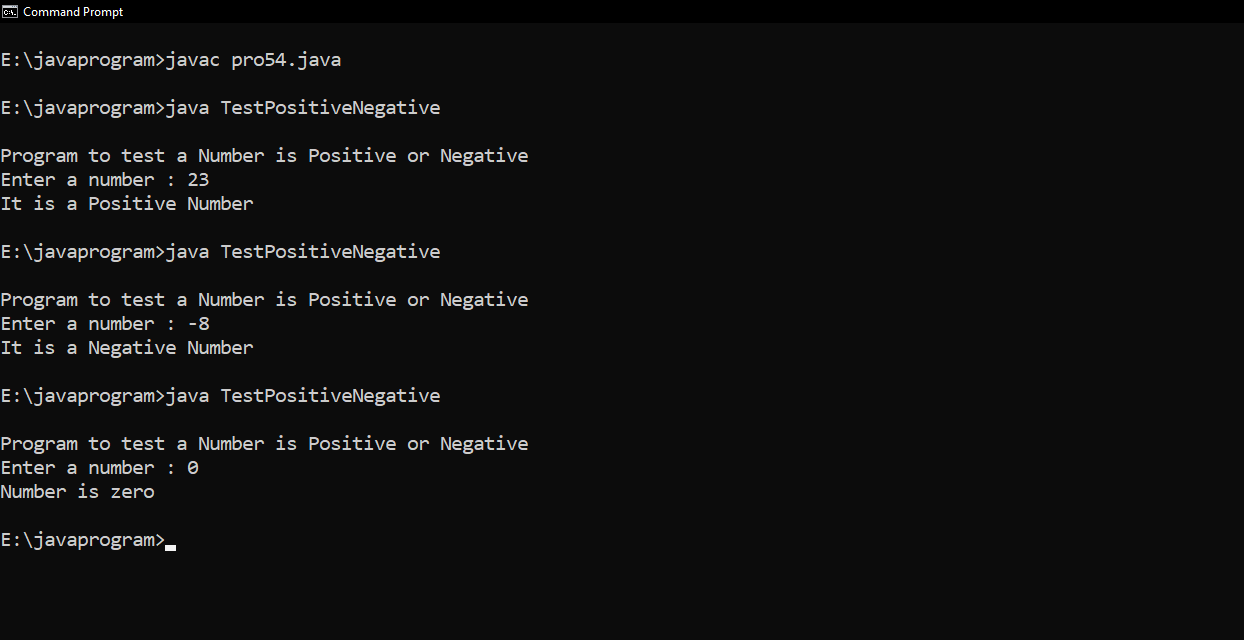 Command Prompt
E:\javaprogram>javac pro54.java
E:\javaprogram>java TestPositiveNegative
Program to test a Number is Positive or Negative
Enter a number : 23
It is a Positive Number
E:\javaprogram>java TestPositiveNegative
Program to test a Number is Positive or Negative
Enter a number : -8
It is a Negative Number
E:\javaprogram>java TestPositiveNegative
Program to test a Number is Positive or Negative
Enter a number : 0
Number is zero
E:\javaprogram>